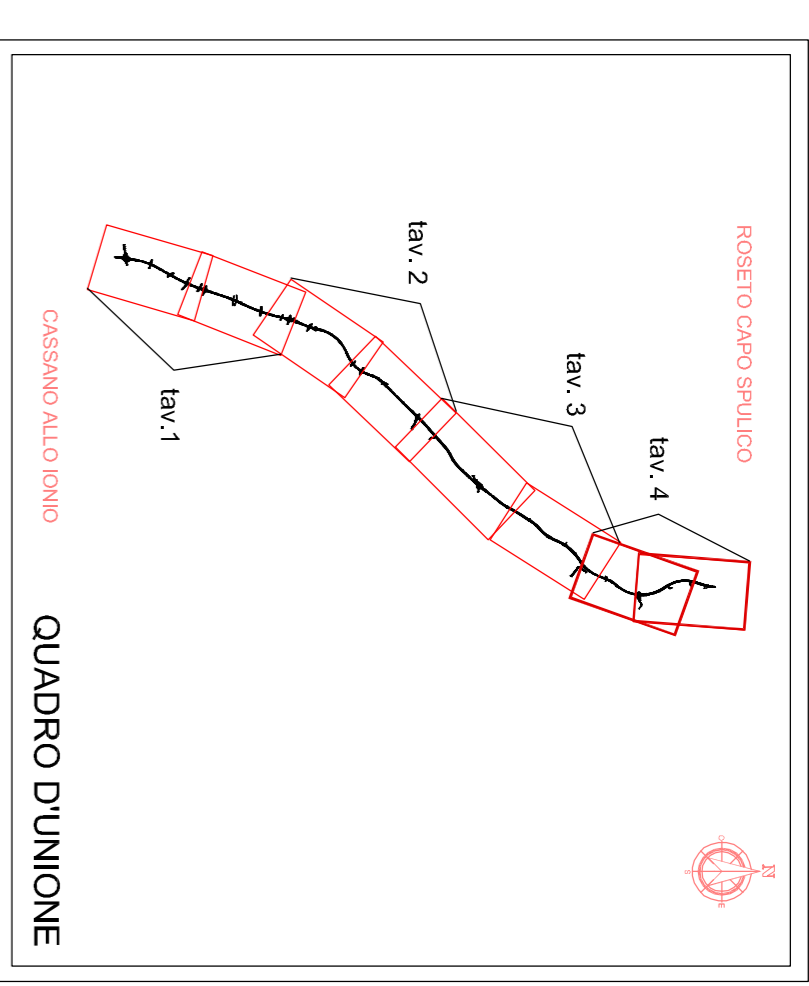 ROSETO CAPO SPULICO
tav. 4
tav. 3
tav. 2
tav.1
CASSANO ALLO IONIO
N
O
E
S
QUADRO D'UNIONE